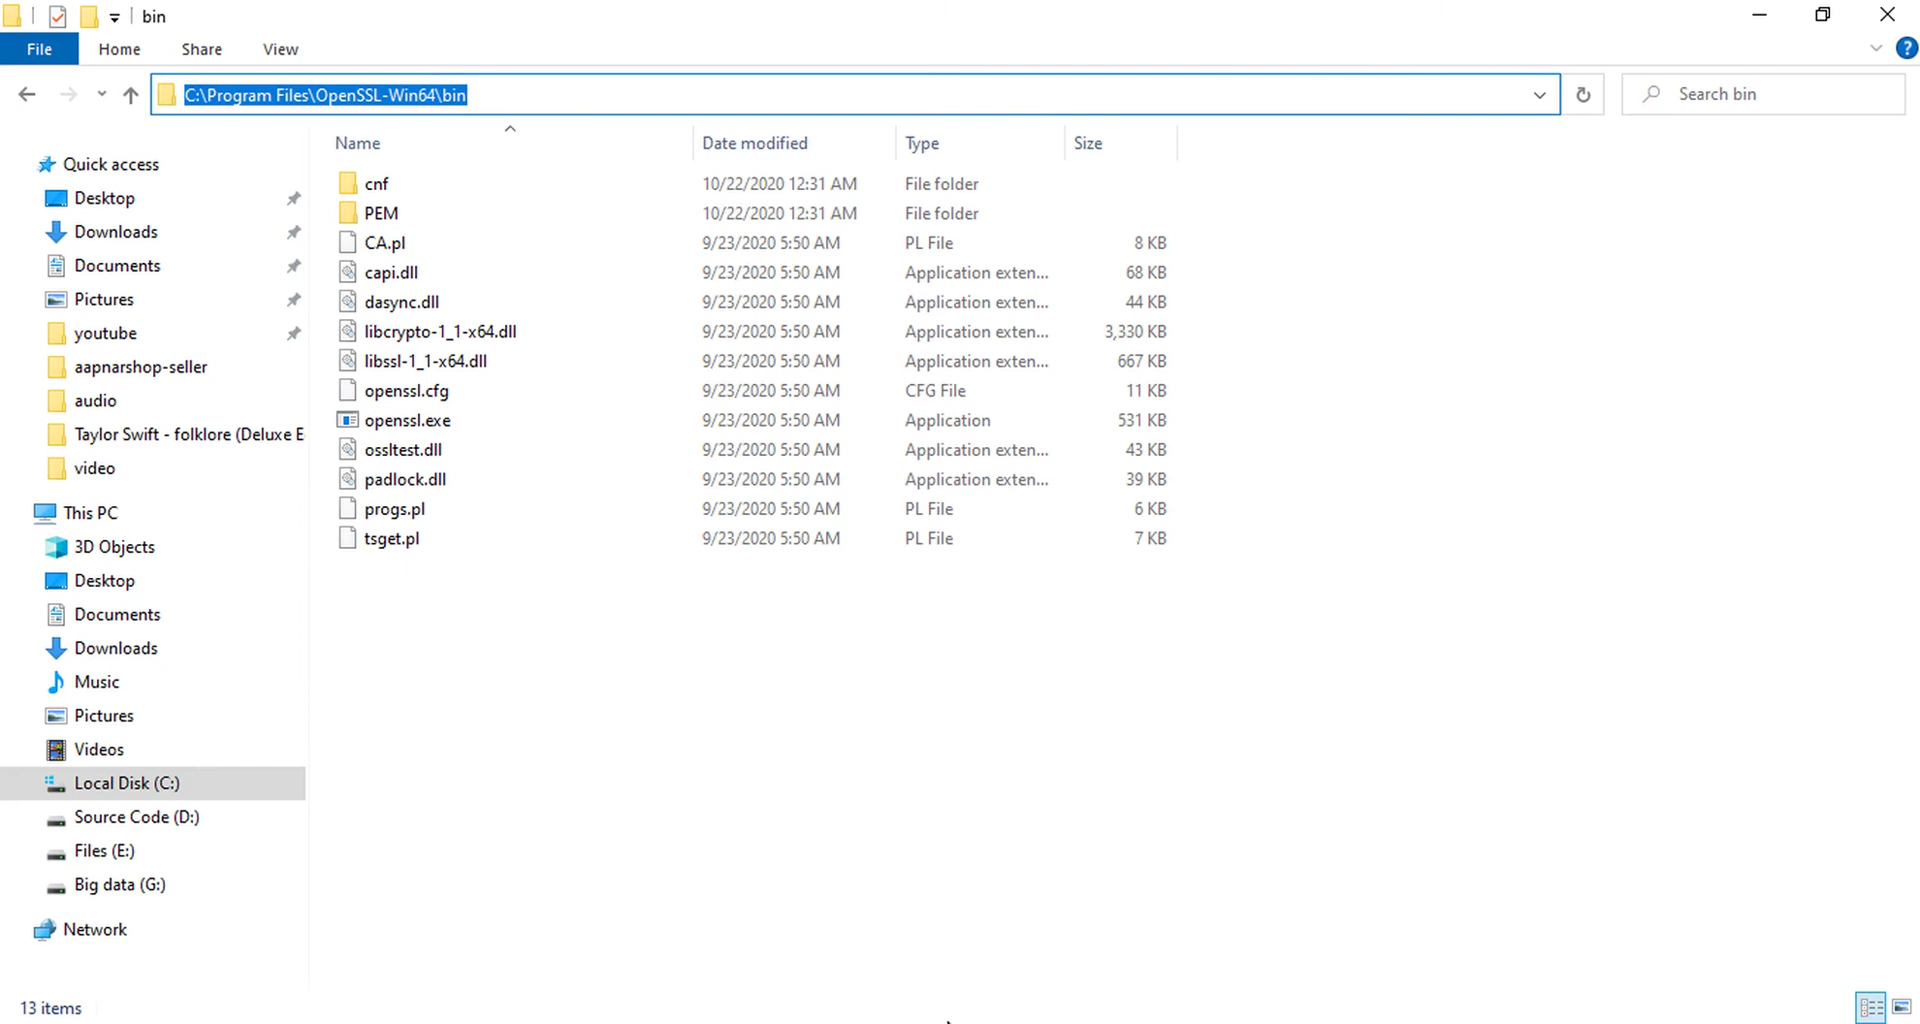 bin
File Home Share View
C:\Program Files\OpenSSL-Win64\bin
Search bin
Name Date modified Type Size
Quick access
Desktop
Downloads
Documents
Pictures
youtube
aapnarshop-seller
audio
Taylor Swift - folklore (Deluxe E
video
This PC
3D Objects
Desktop
Documents
Downloads
Music
Pictures
Videos
Local Disk (C:)
Source Code (D:)
Files (E:)
Big data (G:)
Network
cnf 10/22/2020 12:31 AM File folder
PEM 10/22/2020 12:31 AM File folder
CA.pl 9/23/2020 5:50 AM PL File 8 KB
capi.dll 9/23/2020 5:50 AM Application exten... 68 KB
dasync.dll 9/23/2020 5:50 AM Application exten... 44 KB
libcrypto-1_1-x64.dll 9/23/2020 5:50 AM Application exten... 3,330 KB
libssl-1_1-x64.dll 9/23/2020 5:50 AM Application exten... 667 KB
openssl.cfg 9/23/2020 5:50 AM CFG File 11 KB
openssl.exe 9/23/2020 5:50 AM Application 531 KB
ossltest.dll 9/23/2020 5:50 AM Application exten... 43 KB
padlock.dll 9/23/2020 5:50 AM Application exten... 39 KB
progs.pl 9/23/2020 5:50 AM PL File 6 KB
tsget.pl 9/23/2020 5:50 AM PL File 7 KB
13 items